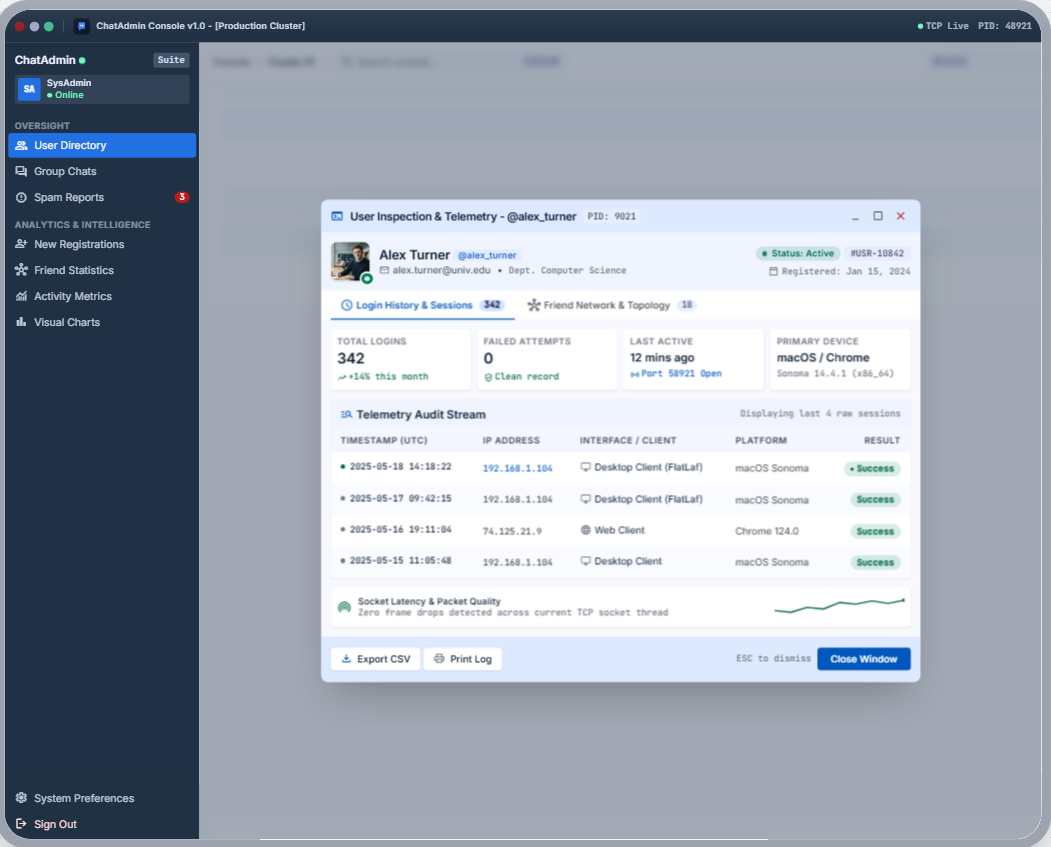 ChatAdmin Console v1.0 - [Production Cluster]
TCP Live PID: 48921
ChatAdmin
Suite
SA
SysAdmin
Online
OVERSIGHT
User Directory
Group Chats
Spam Reports 3
ANALYTICS & INTELLIGENCE
New Registrations
Friend Statistics
Activity Metrics
Visual Charts
System Preferences
Sign Out
User Inspection & Telemetry - @alex_turner PID: 9021
Alex Turner @alex_turner
alex.turner@univ.edu • Dept. Computer Science
Status: Active #USR-10842
Registered: Jan 15, 2024
Login History & Sessions 342
Friend Network & Topology 18
TOTAL LOGINS
342
+14% this month
FAILED ATTEMPTS
0
Clean record
LAST ACTIVE
12 mins ago
Port 58921 Open
PRIMARY DEVICE
macOS / Chrome
Sonoma 14.4.1 (x86_64)
Telemetry Audit Stream
Displaying last 4 raw sessions
TIMESTAMP (UTC) IP ADDRESS INTERFACE / CLIENT PLATFORM RESULT
2025-05-18 14:18:22 192.168.1.104 Desktop Client (FlatLaf) macOS Sonoma • Success
2025-05-17 09:42:15 192.168.1.104 Desktop Client (FlatLaf) macOS Sonoma Success
2025-05-16 19:11:04 74.125.21.9 Web Client Chrome 124.0 Success
2025-05-15 11:05:48 192.168.1.104 Desktop Client macOS Sonoma Success
Socket Latency & Packet Quality
Zero frame drops detected across current TCP socket thread
Export CSV
Print Log
ESC to dismiss
Close Window